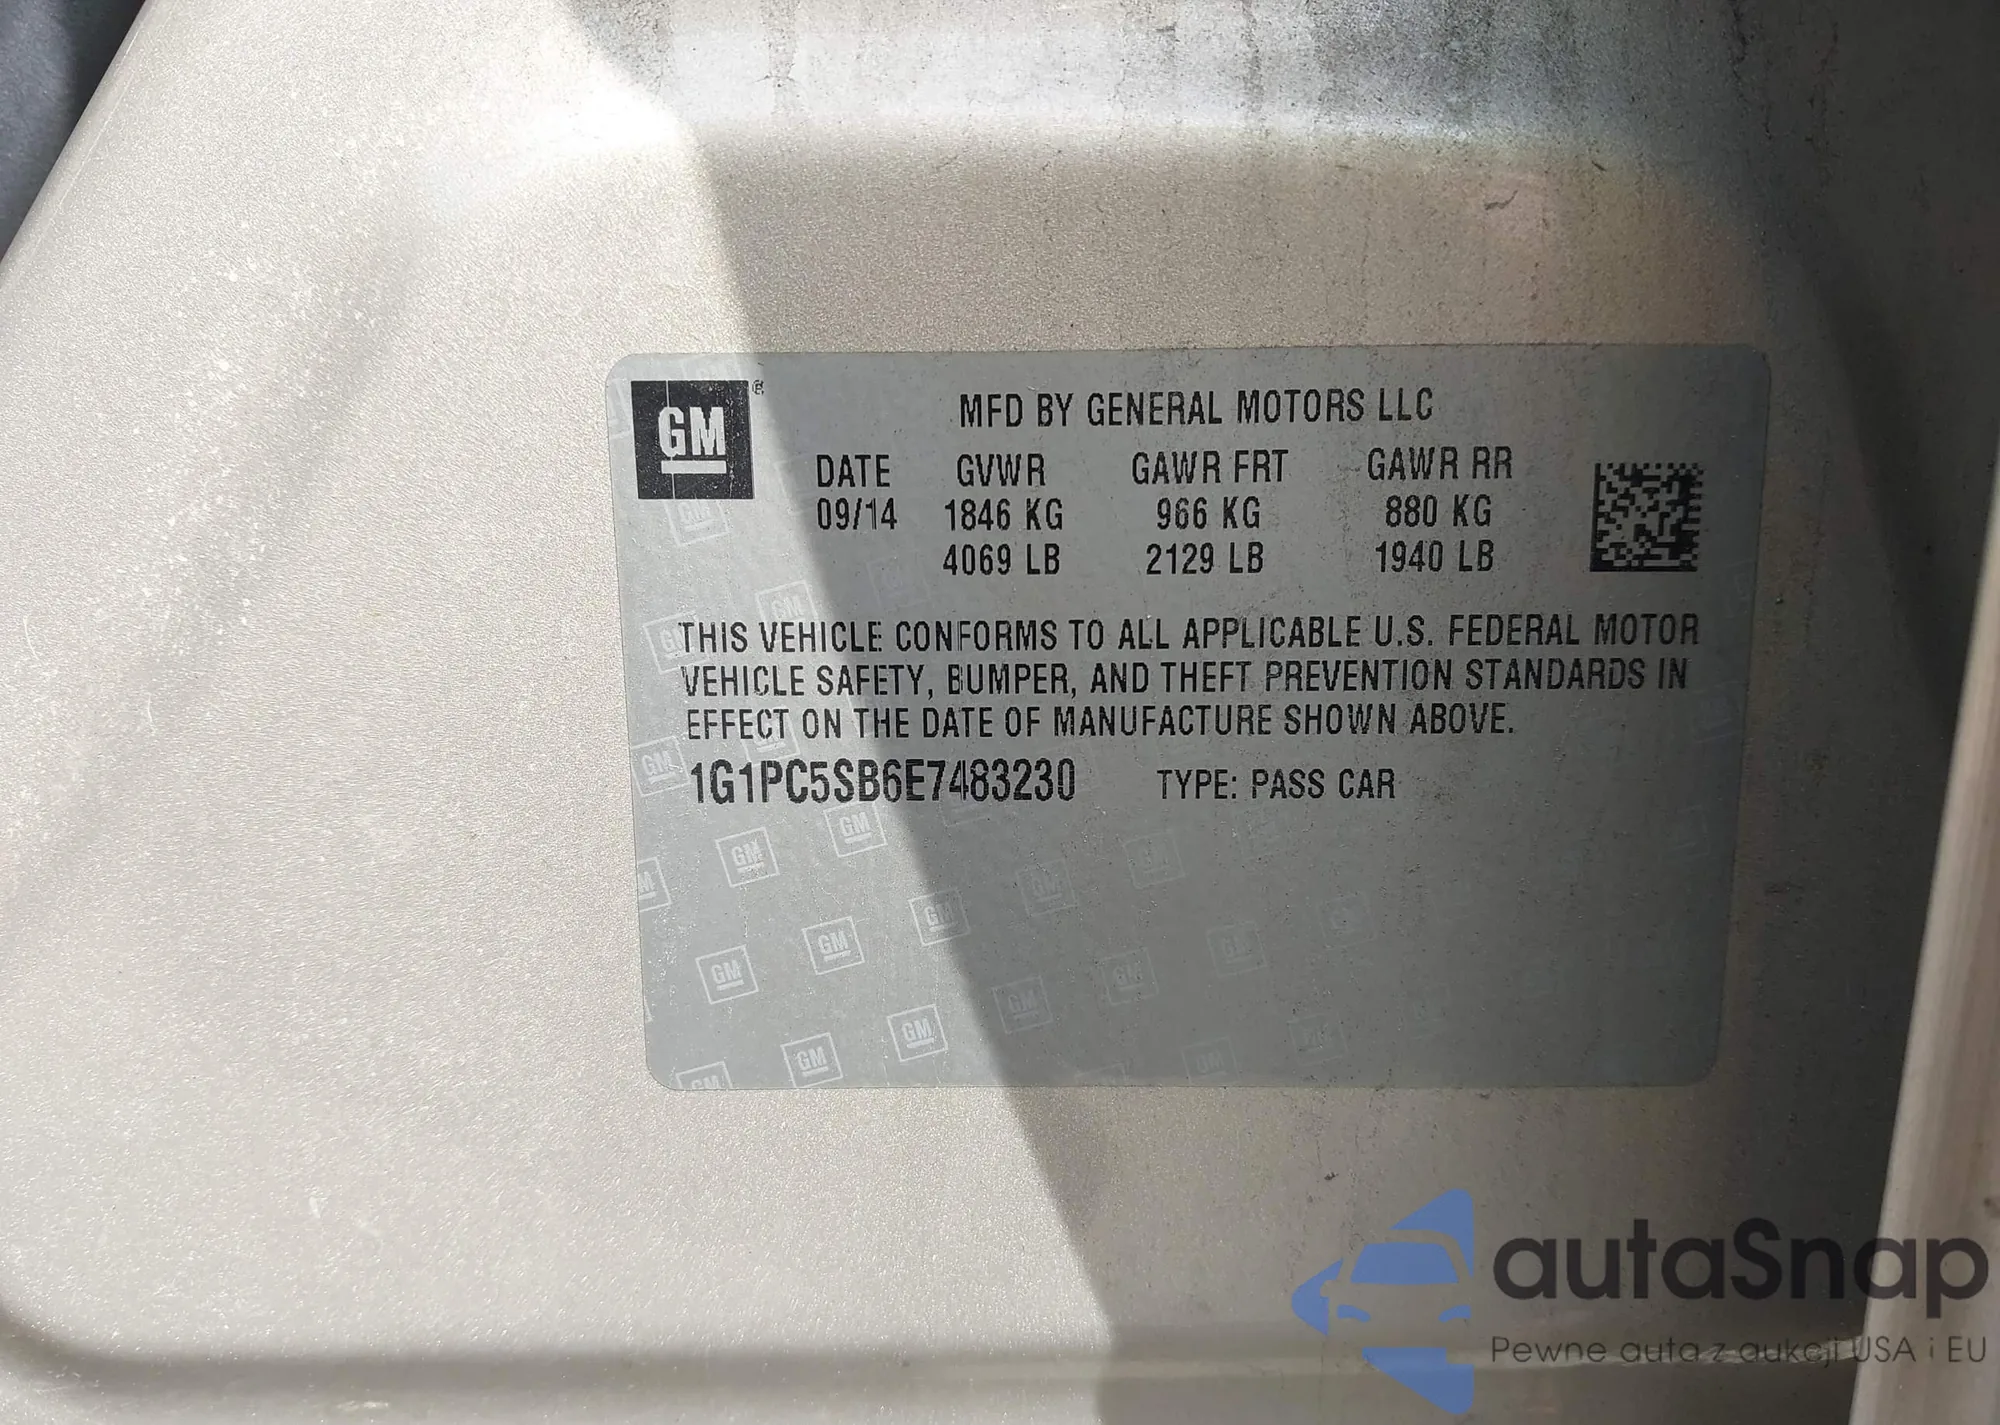 GM
MFD BY GENERAL MOTORS LLC
DATE GVWR GAWR FRT GAWR RR
09/14 1846 KG 966 KG 880 KG
4069 LB 2129 LB 1940 LB
THIS VEHICLE CONFORMS TO ALL APPLICABLE U.S. FEDERAL MOTOR
VEHICLE SAFETY, BUMPER, AND THEFT PREVENTION STANDARDS IN
EFFECT ON THE DATE OF MANUFACTURE SHOWN ABOVE.
1G1PC5SB6E7483230 TYPE: PASS CAR
autaSnap
Pewne auta z aukcji USA i EU